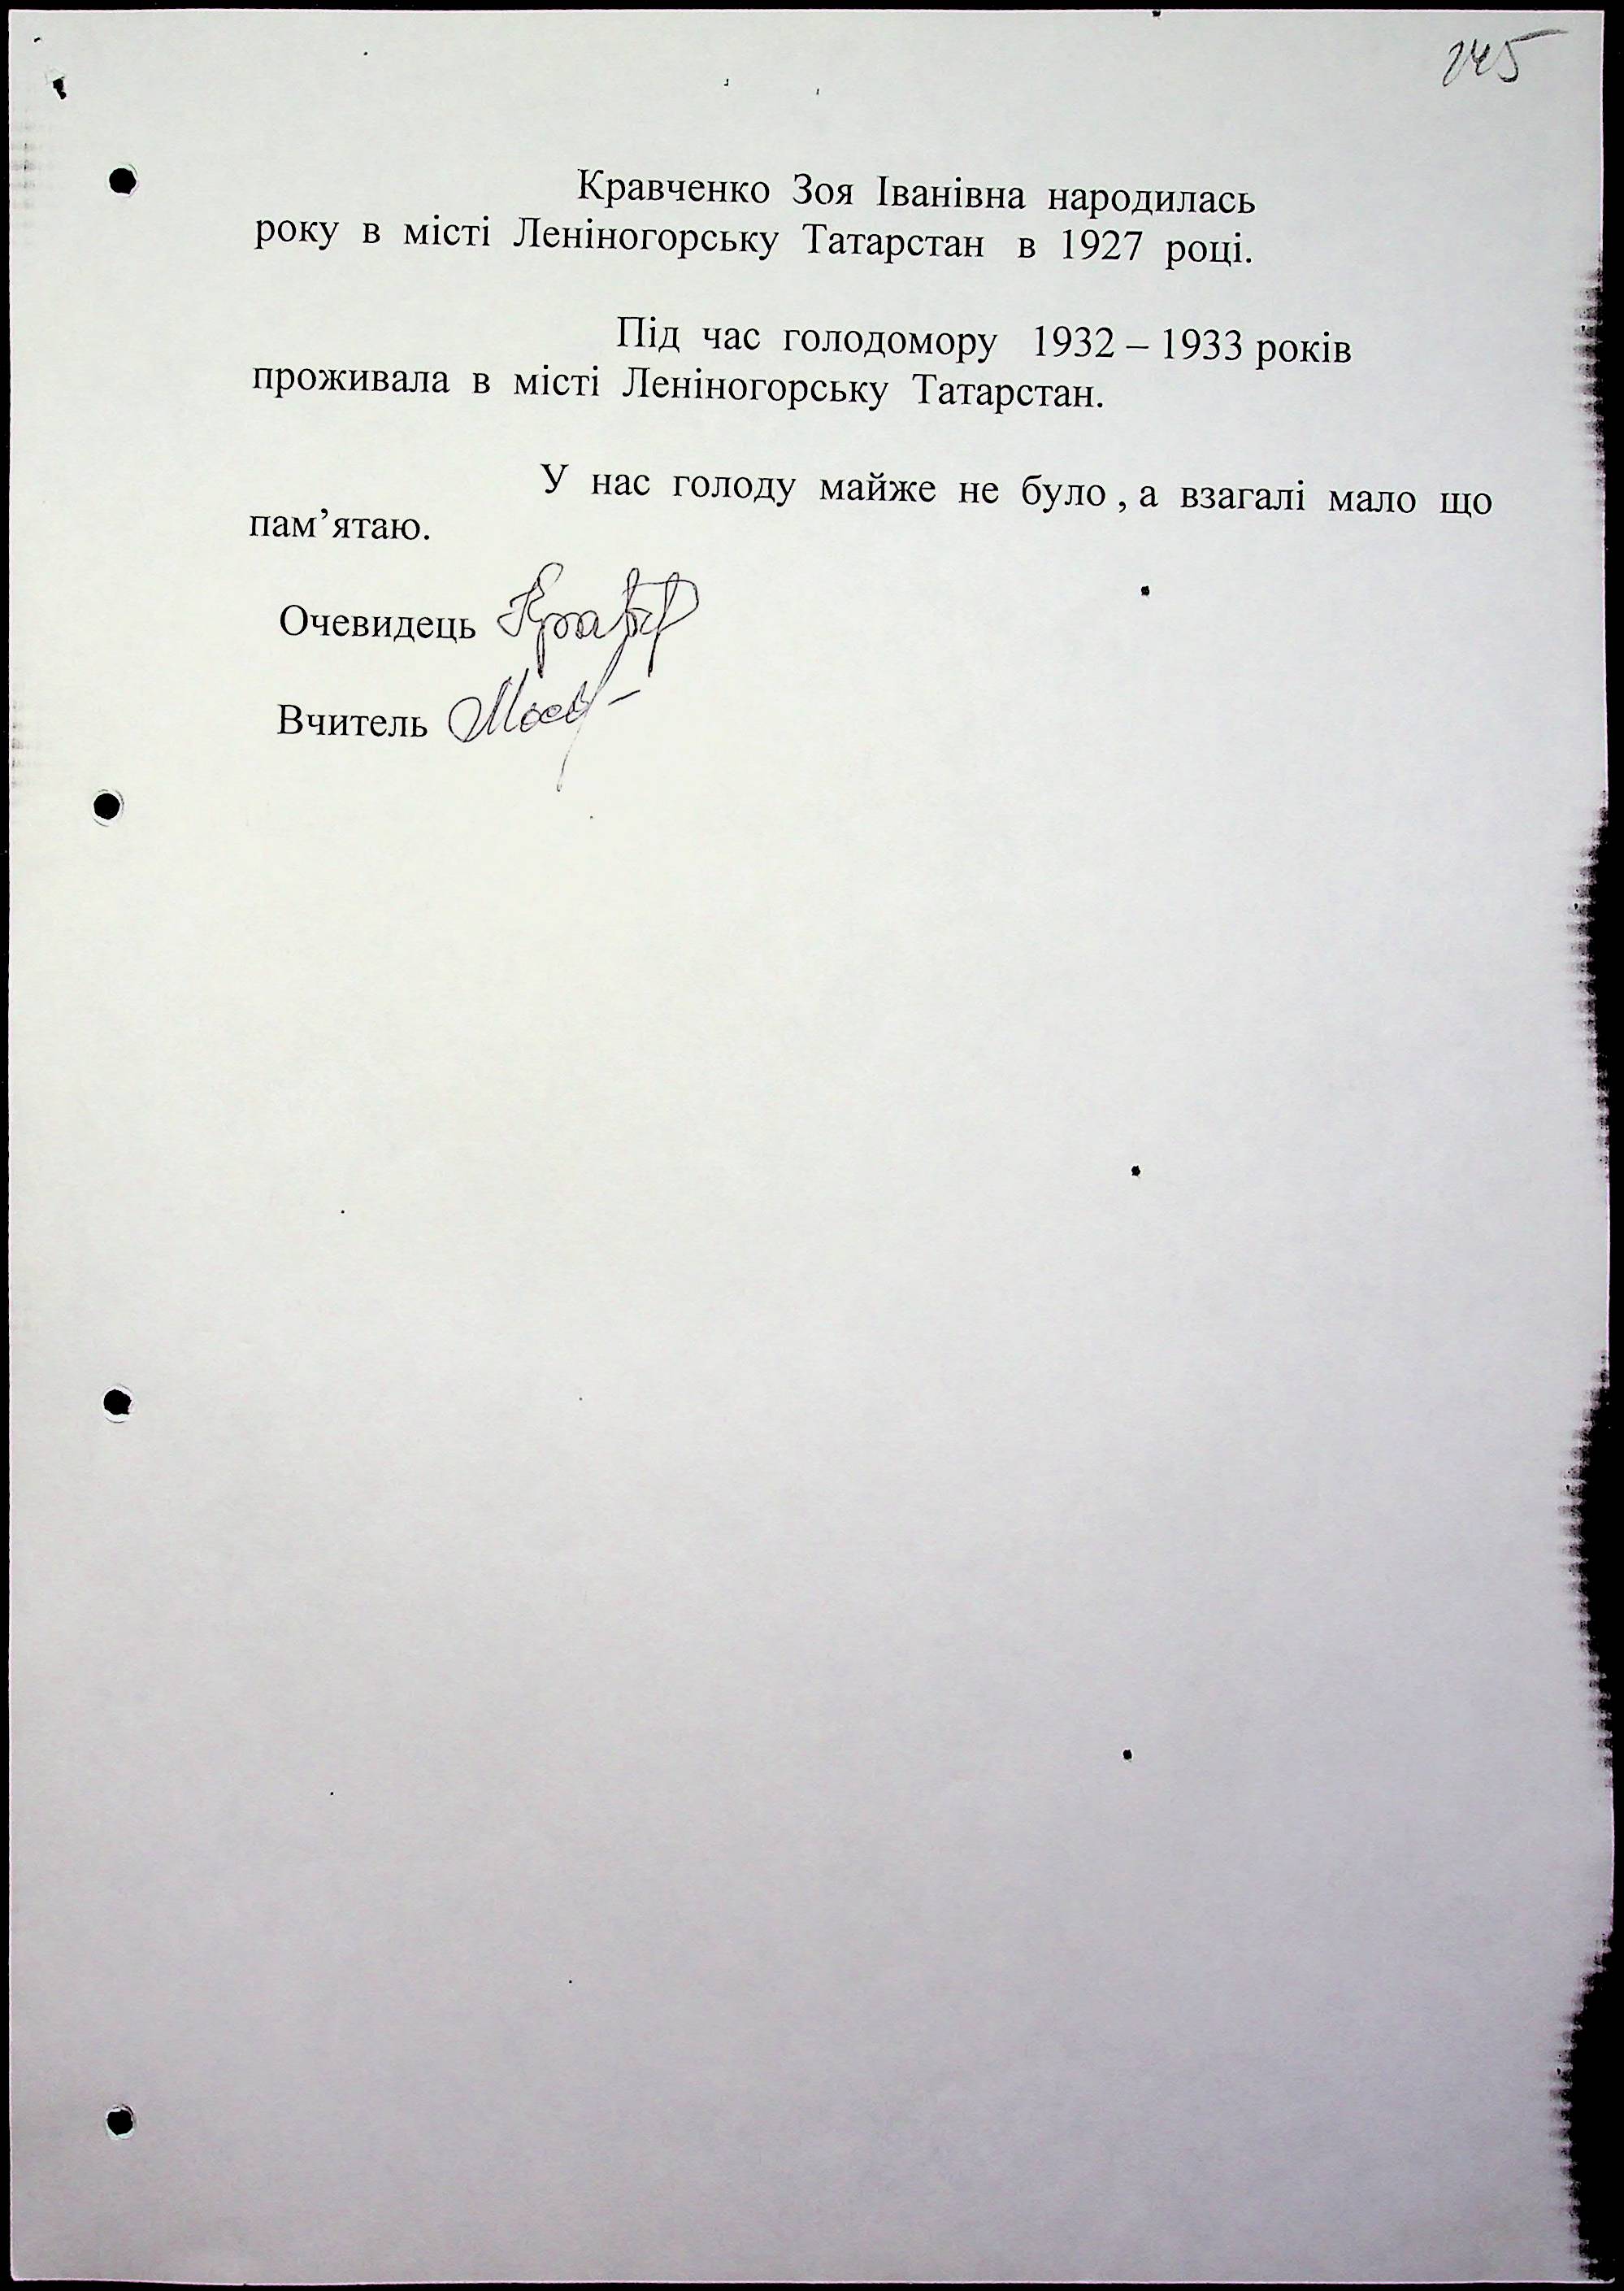 245
Кравченко Зоя Іванівна народилась
року в місті Леніногорську Татарстан в 1927 році.
Під час голодомору 1932 – 1933 років
проживала в місті Леніногорську Татарстан.
У нас голоду майже не було , а взагалі мало що
пам’ятаю.
Очевидець
Вчитель